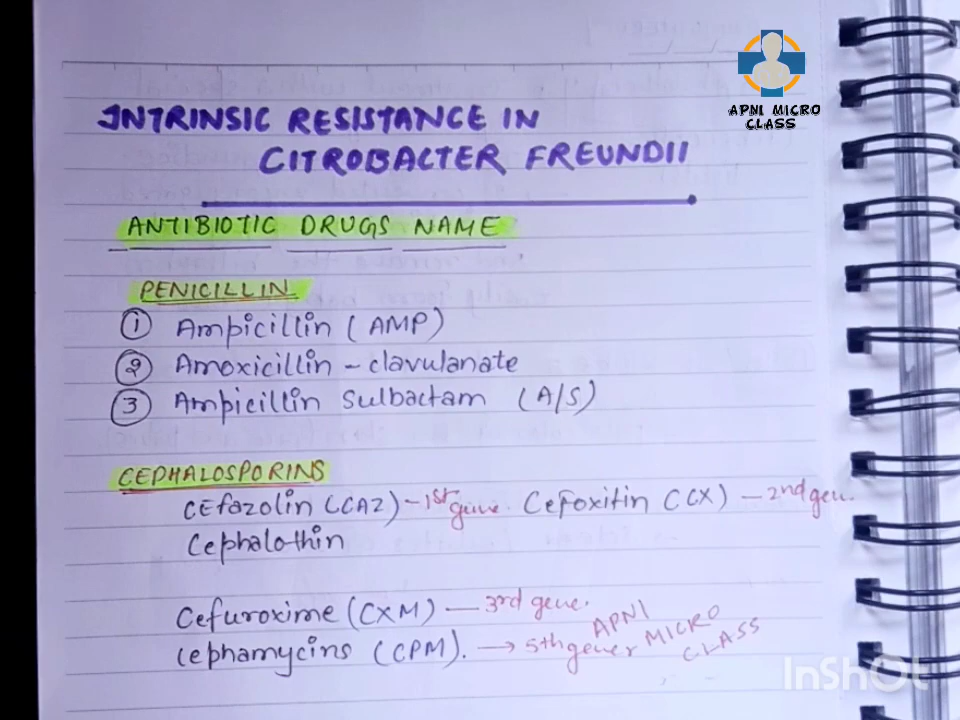 APNI MICRO
CLASS
INTRINSIC RESISTANCE IN
CITROBACTER FREUNDII
ANTIBIOTIC DRUGS NAME
PENICILLIN
① Ampicillin (AMP)
② Amoxicillin - clavulanate
③ Ampicillin Sulbactam (A/S)
CEPHALOSPORINS
CEfazolin (CAZ) - 1st gene. Cefoxitin (CX) - 2nd gen.
Cephalothin
Cefuroxime (CXM) - 3rd gene.
Cephamycins (CPM). → 5th gener
APNI
MICRO
CLASS
InShOt